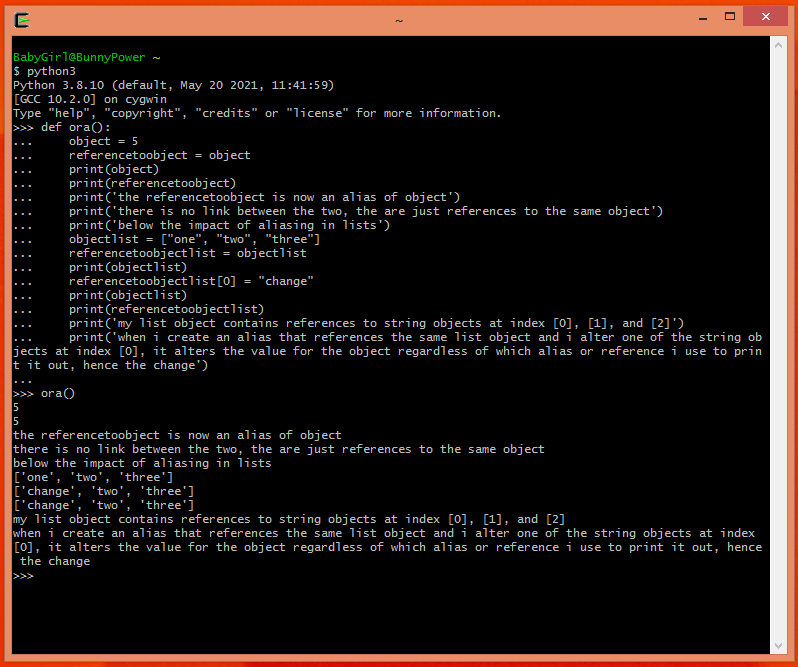 ~
BabyGirl@BunnyPower ~
$ python3
Python 3.8.10 (default, May 20 2021, 11:41:59)
[GCC 10.2.0] on cygwin
Type "help", "copyright", "credits" or "license" for more information.
>>> def ora():
...     object = 5
...     referencetoobject = object
...     print(object)
...     print(referencetoobject)
...     print('the referencetoobject is now an alias of object')
...     print('there is no link between the two, the are just references to the same object')
...     print('below the impact of aliasing in lists')
...     objectlist = ["one", "two", "three"]
...     referencetoobjectlist = objectlist
...     print(objectlist)
...     referencetoobjectlist[0] = "change"
...     print(objectlist)
...     print(referencetoobjectlist)
...     print('my list object contains references to string objects at index [0], [1], and [2]')
...     print('when i create an alias that references the same list object and i alter one of the string ob
jects at index [0], it alters the value for the object regardless of which alias or reference i use to prin
t it out, hence the change')
...
>>> ora()
5
5
the referencetoobject is now an alias of object
there is no link between the two, the are just references to the same object
below the impact of aliasing in lists
['one', 'two', 'three']
['change', 'two', 'three']
['change', 'two', 'three']
my list object contains references to string objects at index [0], [1], and [2]
when i create an alias that references the same list object and i alter one of the string objects at index
[0], it alters the value for the object regardless of which alias or reference i use to print it out, hence
 the change
>>>